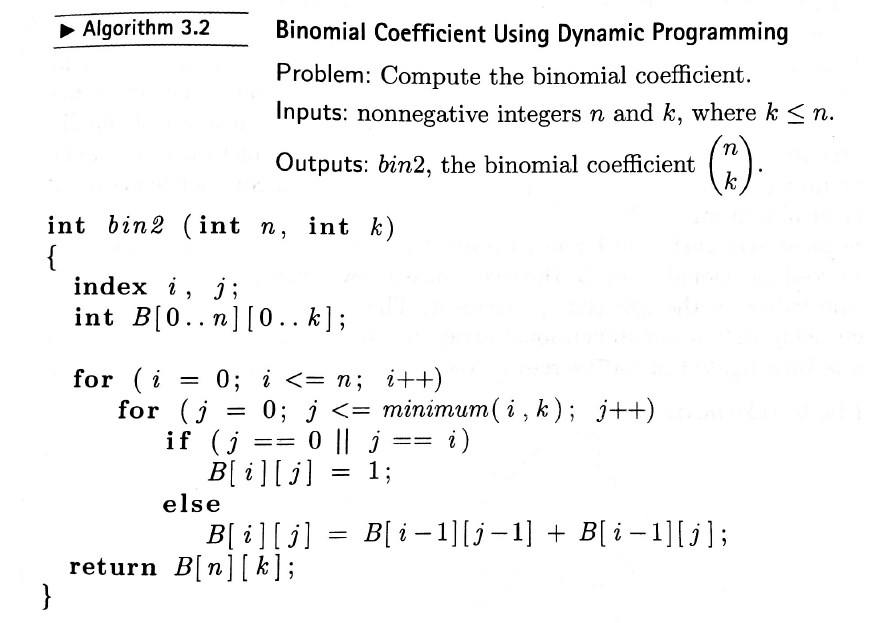 ▶ Algorithm 3.2 Binomial Coefficient Using Dynamic Programming
Problem: Compute the binomial coefficient.
Inputs: nonnegative integers n and k, where k ≤ n.
Outputs: bin2, the binomial coefficient (n k).
int bin2 (int n, int k)
{
index i, j;
int B[0..n][0..k];
for (i = 0; i <= n; i++)
for (j = 0; j <= minimum(i,k); j++)
if (j == 0 || j == i)
B[i][j] = 1;
else
B[i][j] = B[i-1][j-1] + B[i-1][j];
return B[n][k];
}